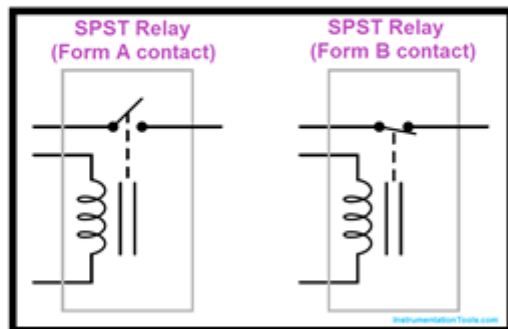 SPST Relay
(Form A contact)
SPST Relay
(Form B contact)
InstrumentationTools.com